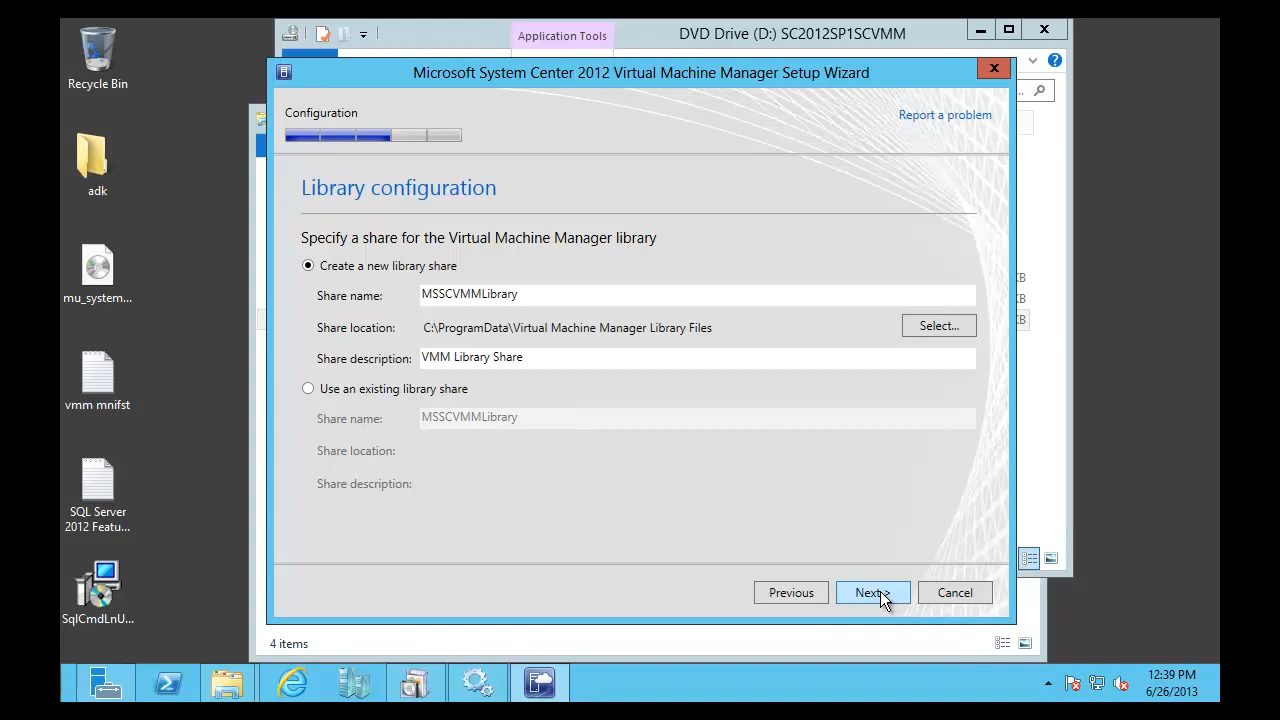 Recycle Bin
adk
mu_system...
vmm mnifst
SQL Server
2012 Featu...
SqlCmdLnU...
Application Tools
DVD Drive (D:) SC2012SP1SCVMM
Microsoft System Center 2012 Virtual Machine Manager Setup Wizard
Configuration
Report a problem
Library configuration
Specify a share for the Virtual Machine Manager library
Create a new library share
Share name: MSSCVMMLibrary
Share location: C:\ProgramData\Virtual Machine Manager Library Files
Select...
Share description: VMM Library Share
Use an existing library share
Share name: MSSCVMMLibrary
Share location:
Share description:
KB
KB
KB
Previous
Next >
Cancel
4 items
12:39 PM
6/26/2013